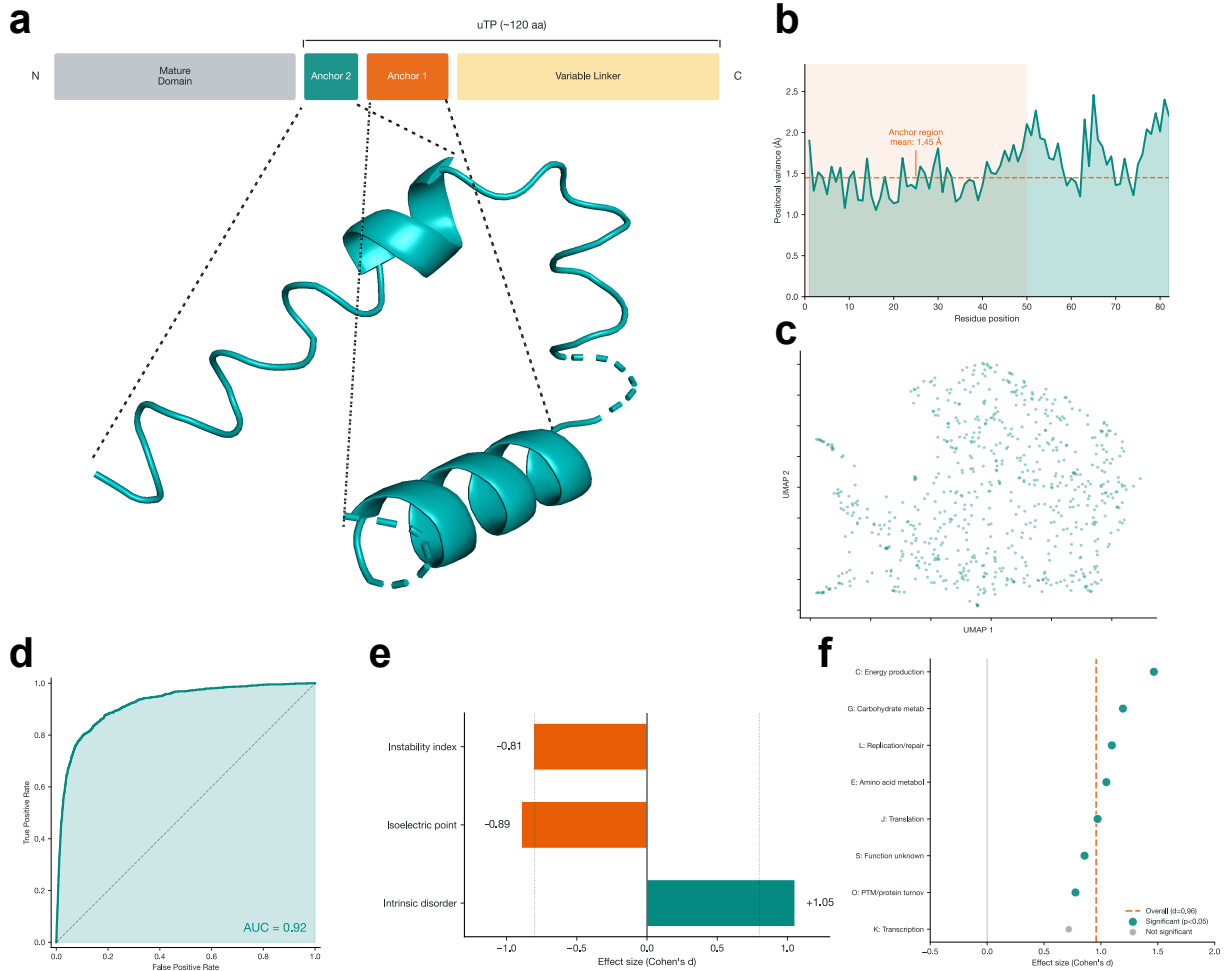 a
uTP (~120 aa)
N
Mature
Domain
Anchor 2
Anchor 1
Variable Linker
C
b
Positional variance (Å)
2.5
2.0
1.5
1.0
0.5
0.0
Anchor region
mean: 1.45 Å
0 10 20 30 40 50 60 70 80
Residue position
c
UMAP 2
UMAP 1
d
True Positive Rate
1.0
0.8
0.6
0.4
0.2
0.0
AUC = 0.92
0.0 0.2 0.4 0.6 0.8 1.0
False Positive Rate
e
Instability index
-0.81
Isoelectric point
-0.89
Intrinsic disorder
+1.05
−1.0 −0.5 0.0 0.5 1.0
Effect size (Cohen's d)
f
C: Energy production
G: Carbohydrate metab
L: Replication/repair
E: Amino acid metabol
J: Translation
S: Function unknown
O: PTM/protein turnov
K: Transcription
Overall (d=0.96)
Significant (p<0.05)
Not significant
−0.5 0.0 0.5 1.0 1.5 2.0
Effect size (Cohen's d)